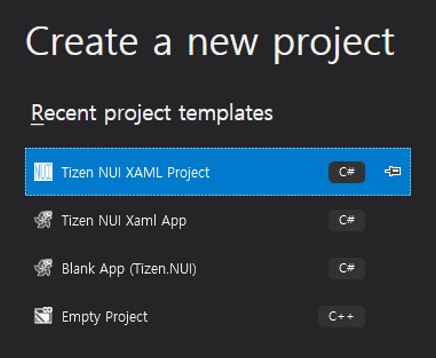 Create a new project
Recent project templates
NUI Tizen NUI XAML Project C#
Tizen NUI Xaml App C#
Blank App (Tizen.NUI) C#
Empty Project C++